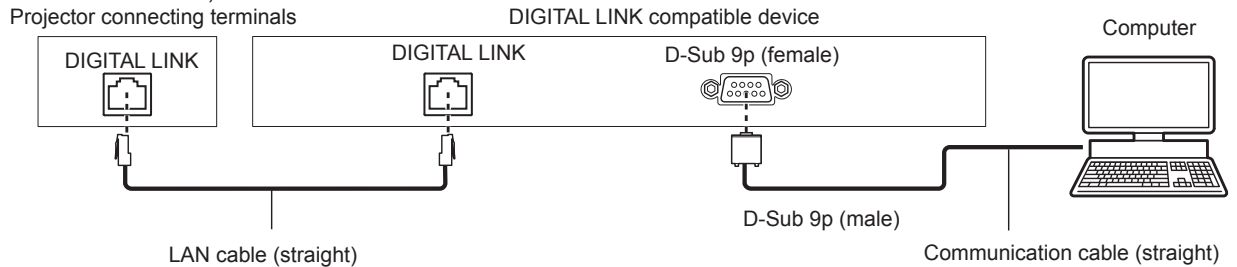 Projector connecting terminals
DIGITAL LINK compatible device
Computer
DIGITAL LINK
DIGITAL LINK
D-Sub 9p (female)
D-Sub 9p (male)
LAN cable (straight)
Communication cable (straight)